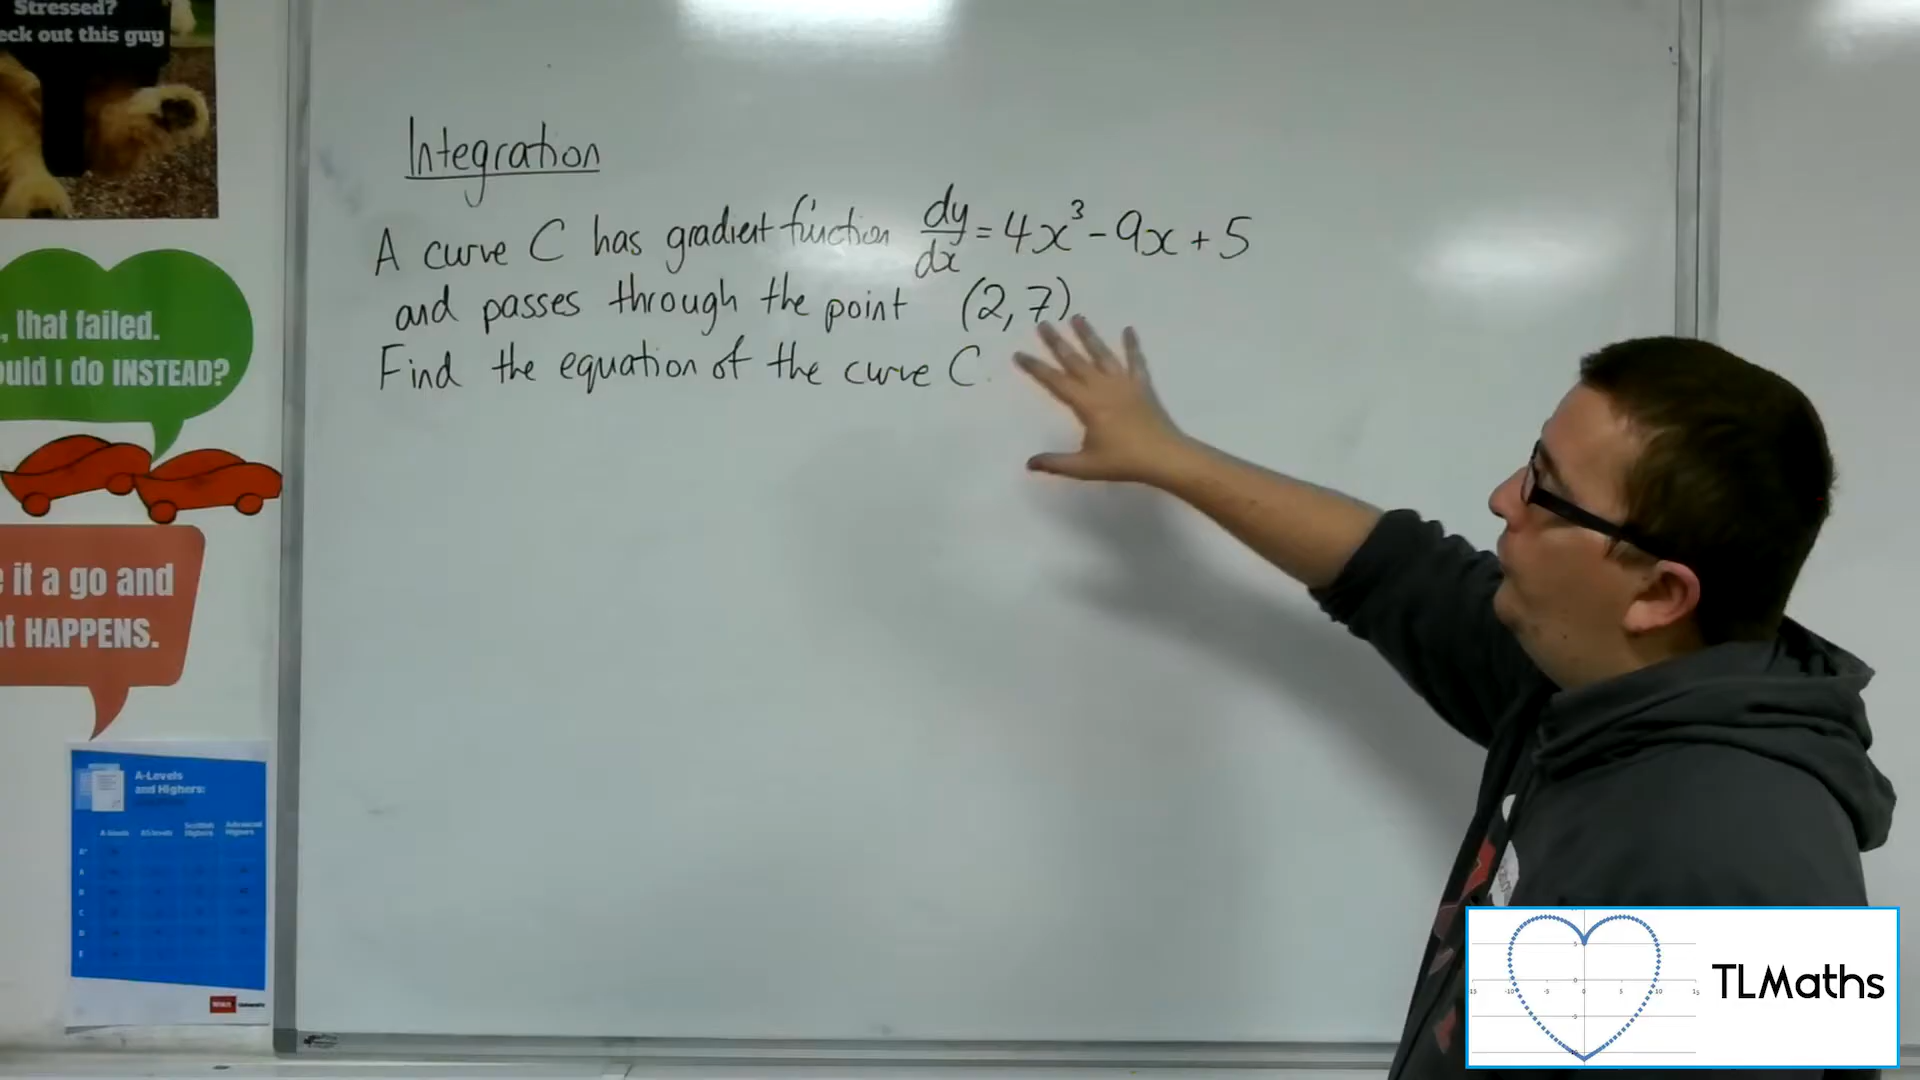 Stressed?
eck out this guy
, that failed.
ould I do INSTEAD?
e it a go and
at HAPPENS.
A-Levels
and Highers:
Integration
A curve C has gradient function dy/dx = 4x³ - 9x + 5
and passes through the point (2, 7).
Find the equation of the curve C.
TLMaths